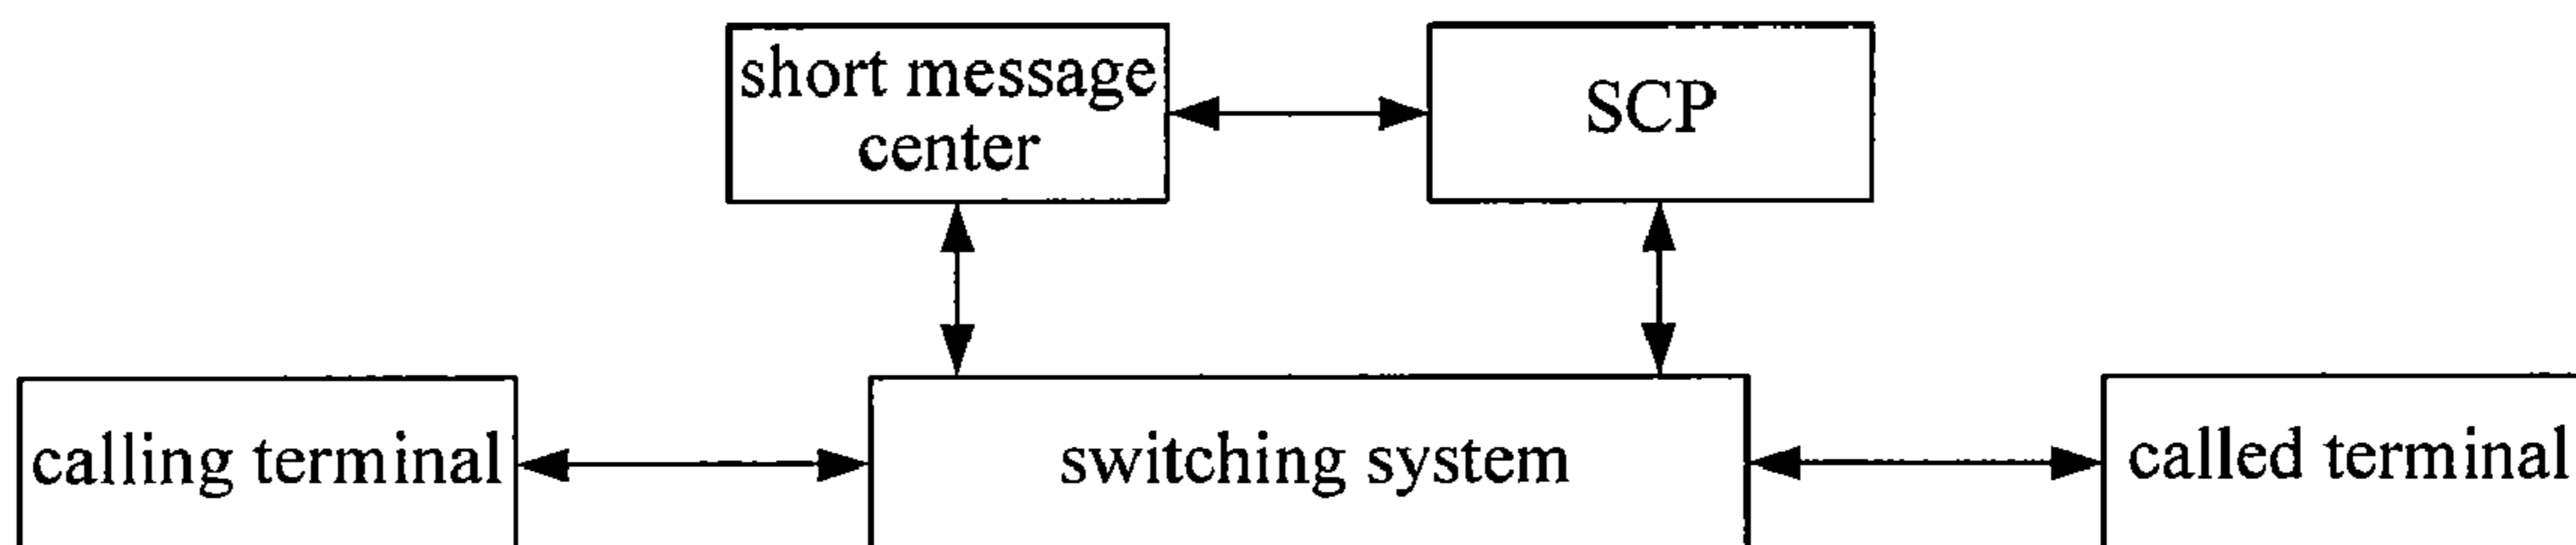 short message
center
SCP
calling terminal
switching system
called terminal